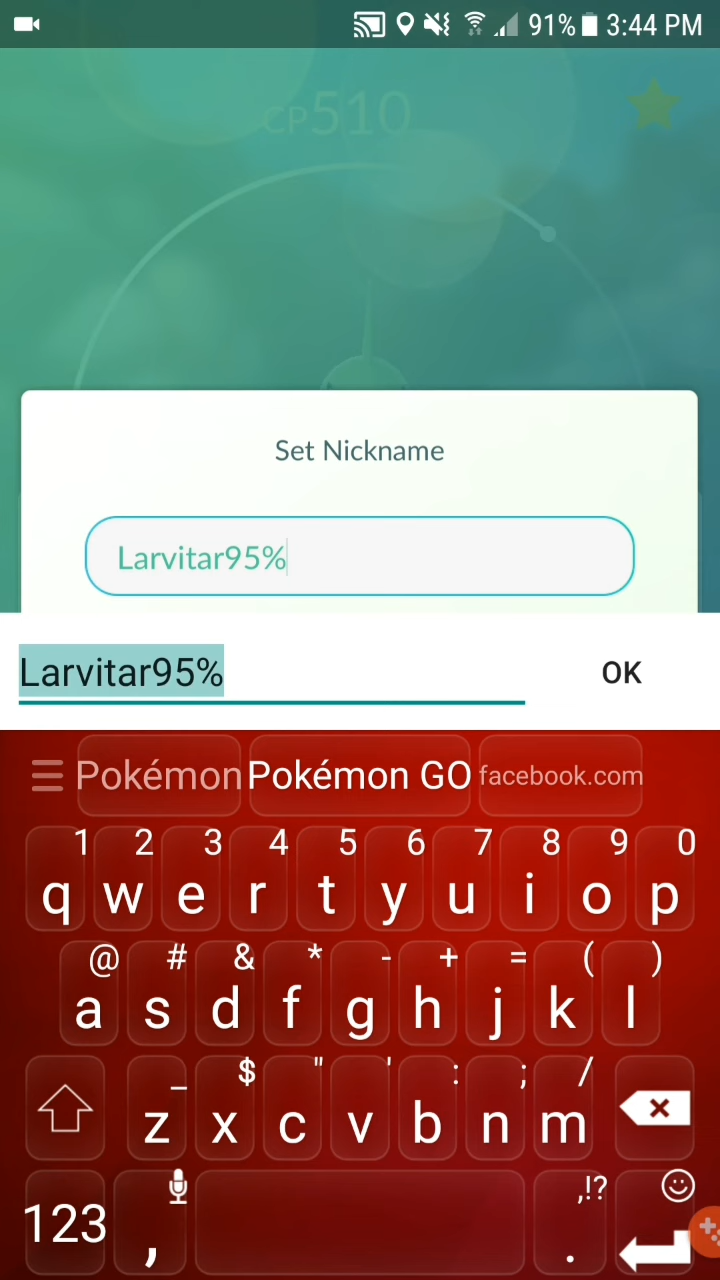 91% 3:44 PM
CP510
Set Nickname
Larvitar95%
Larvitar95%
OK
Pokémon Pokémon GO facebook.com
1 2 3 4 5 6 7 8 9 0
q w e r t y u i o p
@ # & * - + = ( )
a s d f g h j k l
_ $ " ' : ; /
z x c v b n m
,!?
123 , .